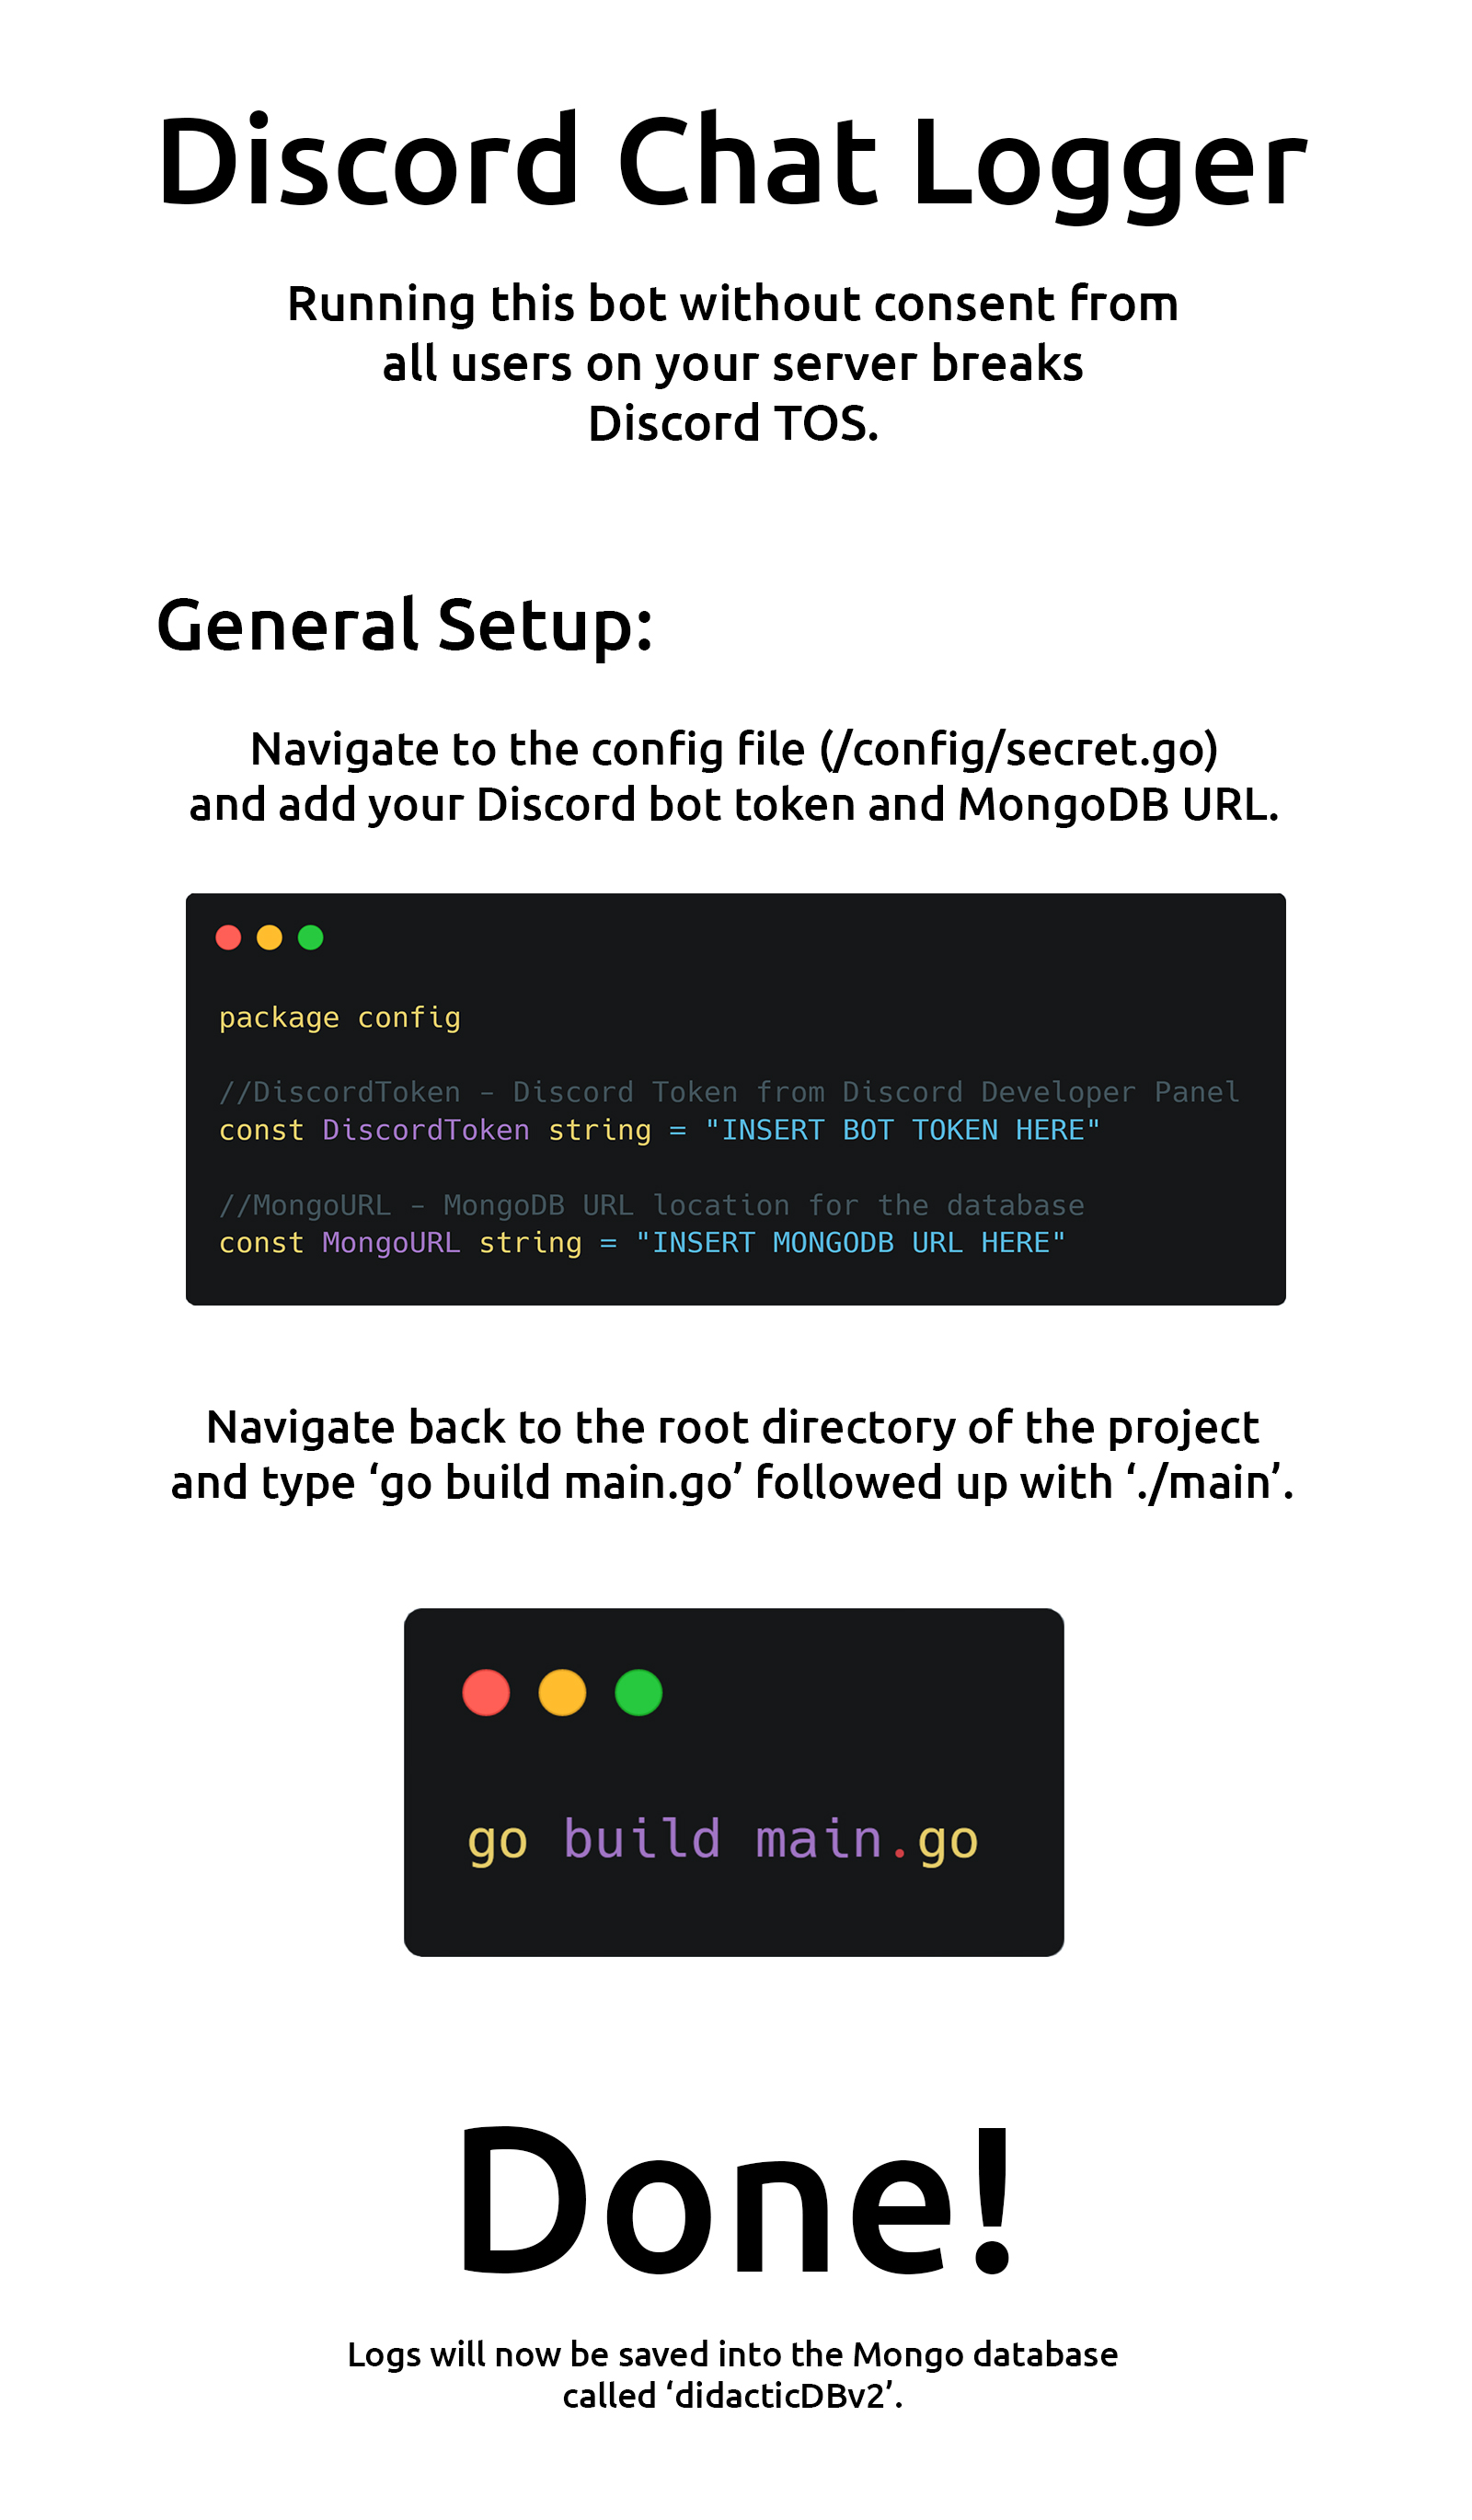 Discord Chat Logger
Running this bot without consent from
all users on your server breaks
Discord TOS.
General Setup:
Navigate to the config file (/config/secret.go)
and add your Discord bot token and MongoDB URL.
package config
//DiscordToken - Discord Token from Discord Developer Panel
const DiscordToken string = "INSERT BOT TOKEN HERE"
//MongoURL - MongoDB URL location for the database
const MongoURL string = "INSERT MONGODB URL HERE"
Navigate back to the root directory of the project
and type ‘go build main.go’ followed up with ‘./main’.
go build main.go
Done!
Logs will now be saved into the Mongo database
called ‘didacticDBv2’.